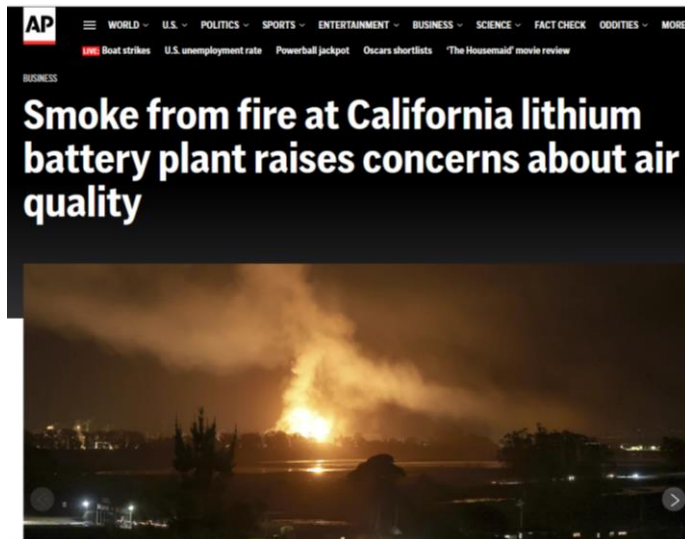 AP WORLD U.S. POLITICS SPORTS ENTERTAINMENT BUSINESS SCIENCE FACT CHECK ODDITIES MORE
LIVE: Boat strikes U.S. unemployment rate Powerball jackpot Oscars shortlists 'The Housemaid' movie review
BUSINESS
Smoke from fire at California lithium
battery plant raises concerns about air
quality